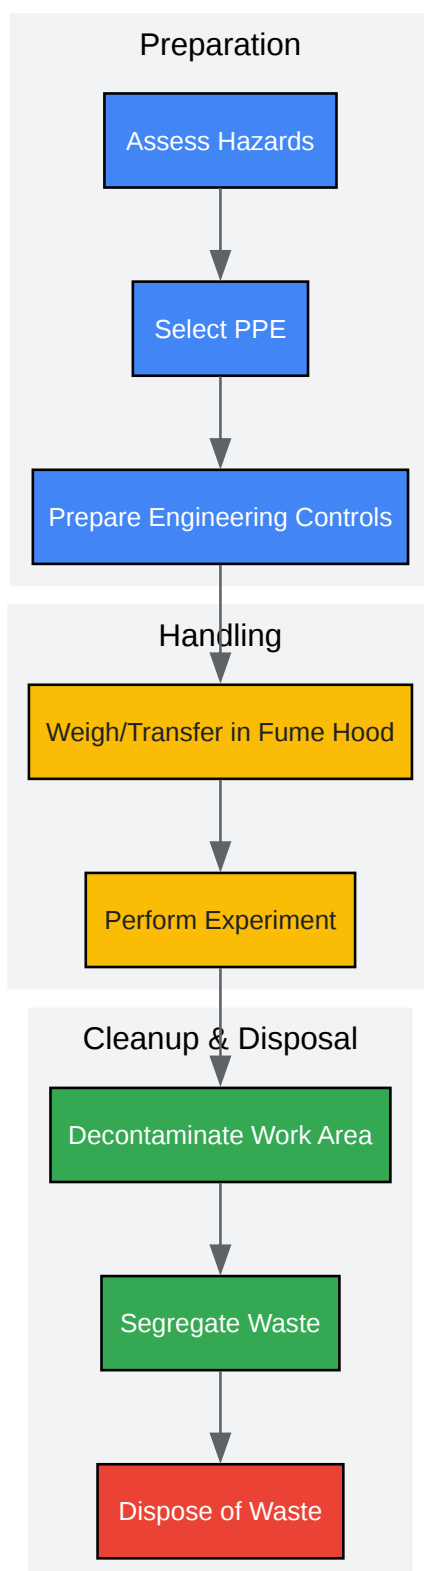 Preparation
Assess Hazards
Select PPE
Prepare Engineering Controls
Handling
Weigh/Transfer in Fume Hood
Perform Experiment
Cleanup & Disposal
Decontaminate Work Area
Segregate Waste
Dispose of Waste